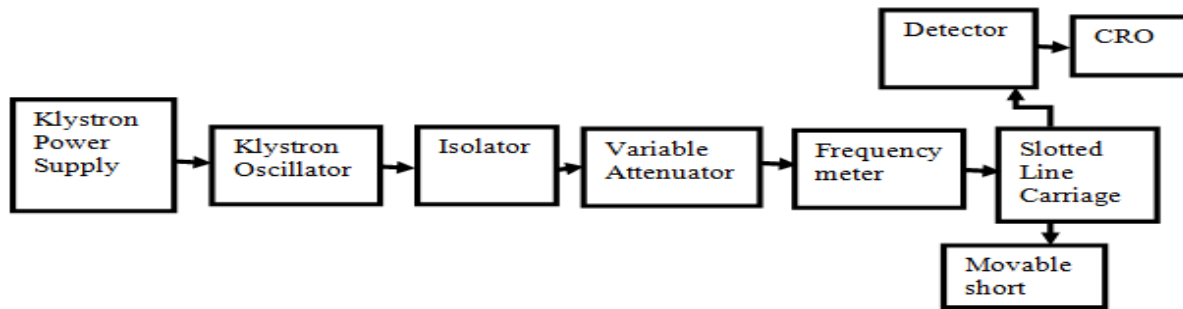 Detector
CRO
Klystron
Power
Supply
Klystron
Oscillator
Isolator
Variable
Attenuator
Frequency
meter
Slotted
Line
Carriage
Movable
short